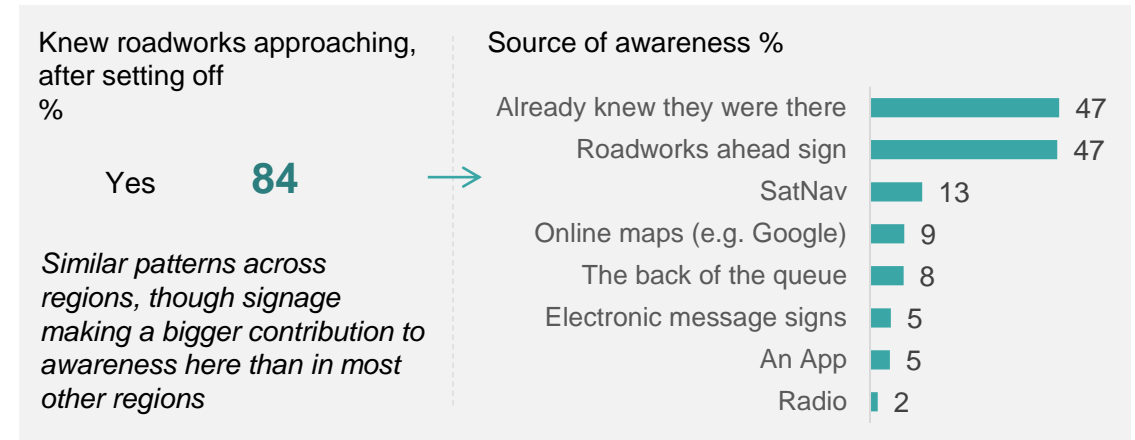 Knew roadworks approaching,
after setting off
%
Yes 84
Similar patterns across
regions, though signage
making a bigger contribution to
awareness here than in most
other regions
Source of awareness %
Already knew they were there 47
Roadworks ahead sign 47
SatNav 13
Online maps (e.g. Google) 9
The back of the queue 8
Electronic message signs 5
An App 5
Radio 2